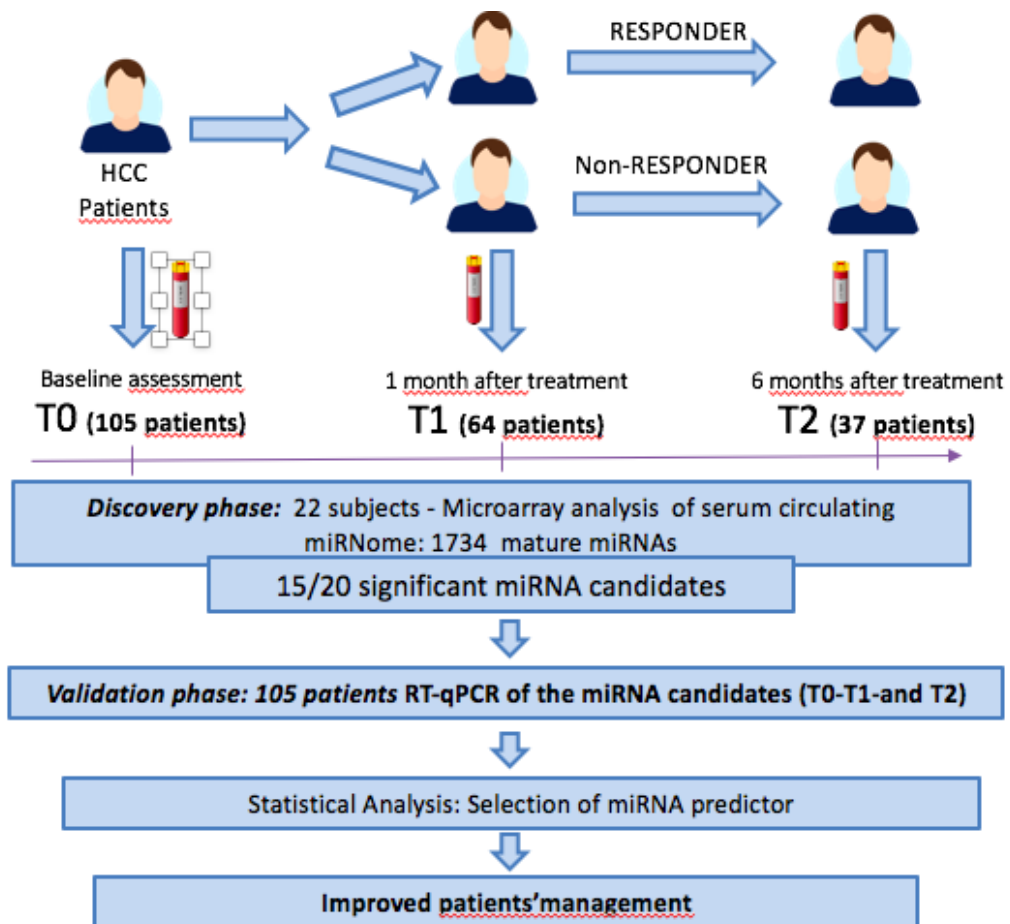 RESPONDER
HCC
Patients
Non-RESPONDER
Baseline assessment
T0 (105 patients)
1 month after treatment
T1 (64 patients)
6 months after treatment
T2 (37 patients)
Discovery phase: 22 subjects - Microarray analysis of serum circulating
miRNome: 1734 mature miRNAs
15/20 significant miRNA candidates
Validation phase: 105 patients RT-qPCR of the miRNA candidates (T0-T1-and T2)
Statistical Analysis: Selection of miRNA predictor
Improved patients'management